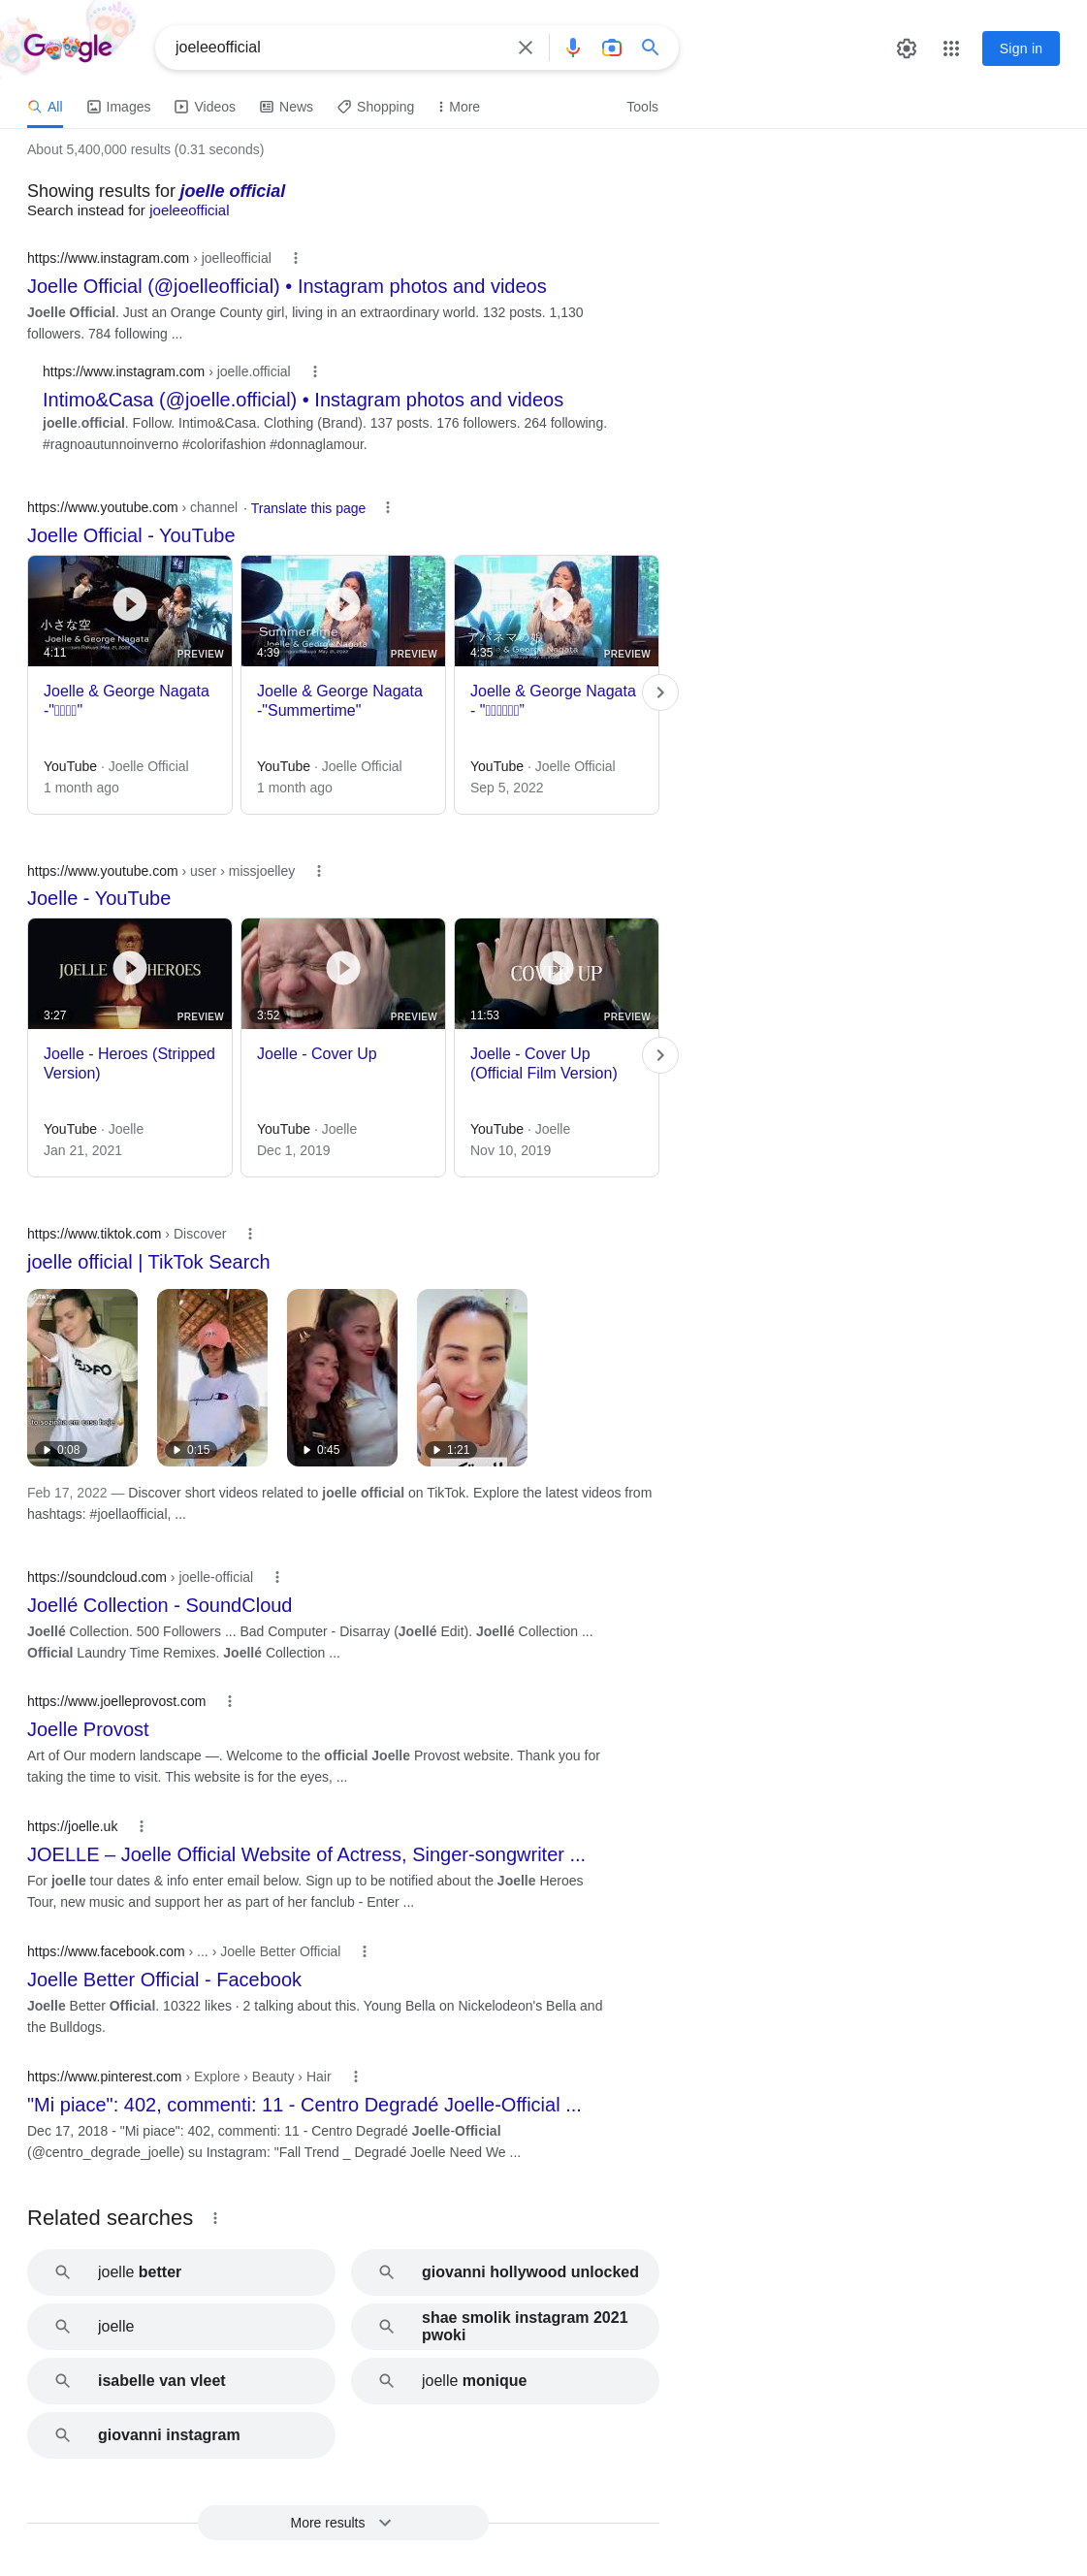 Google
joeleeofficial
Sign in
All
Images
Videos
News
Shopping
More
Tools
About 5,400,000 results (0.31 seconds)
Showing results for joelle official
Search instead for joeleeofficial
https://www.instagram.com › joelleofficial
Joelle Official (@joelleofficial) • Instagram photos and videos
Joelle Official. Just an Orange County girl, living in an extraordinary world. 132 posts. 1,130
followers. 784 following ...
https://www.instagram.com › joelle.official
Intimo&Casa (@joelle.official) • Instagram photos and videos
joelle.official. Follow. Intimo&Casa. Clothing (Brand). 137 posts. 176 followers. 264 following.
#ragnoautunnoinverno #colorifashion #donnaglamour.
https://www.youtube.com › channel · Translate this page
Joelle Official - YouTube
小さな空
Joelle & George Nagata
4:11
PREVIEW
Summertime
Joelle & George Nagata
4:39
PREVIEW
4:35
PREVIEW
Joelle & George Nagata
-"▯▯▯▯"
Joelle & George Nagata
-"Summertime"
Joelle & George Nagata
- "▯▯▯▯▯▯”
YouTube · Joelle Official
1 month ago
YouTube · Joelle Official
1 month ago
YouTube · Joelle Official
Sep 5, 2022
https://www.youtube.com › user › missjoelley
Joelle - YouTube
JOELLE HEROES
3:27
PREVIEW
3:52
PREVIEW
COVER UP
11:53
PREVIEW
Joelle - Heroes (Stripped
Version)
Joelle - Cover Up
Joelle - Cover Up
(Official Film Version)
YouTube · Joelle
Jan 21, 2021
YouTube · Joelle
Dec 1, 2019
YouTube · Joelle
Nov 10, 2019
https://www.tiktok.com › Discover
joelle official | TikTok Search
to sozinha em casa hoje
0:08
0:15
0:45
1:21
Feb 17, 2022 — Discover short videos related to joelle official on TikTok. Explore the latest videos from
hashtags: #joellaofficial, ...
https://soundcloud.com › joelle-official
Joellé Collection - SoundCloud
Joellé Collection. 500 Followers ... Bad Computer - Disarray (Joellé Edit). Joellé Collection ...
Official Laundry Time Remixes. Joellé Collection ...
https://www.joelleprovost.com
Joelle Provost
Art of Our modern landscape —. Welcome to the official Joelle Provost website. Thank you for
taking the time to visit. This website is for the eyes, ...
https://joelle.uk
JOELLE – Joelle Official Website of Actress, Singer-songwriter ...
For joelle tour dates & info enter email below. Sign up to be notified about the Joelle Heroes
Tour, new music and support her as part of her fanclub - Enter ...
https://www.facebook.com › ... › Joelle Better Official
Joelle Better Official - Facebook
Joelle Better Official. 10322 likes · 2 talking about this. Young Bella on Nickelodeon's Bella and
the Bulldogs.
https://www.pinterest.com › Explore › Beauty › Hair
"Mi piace": 402, commenti: 11 - Centro Degradé Joelle-Official ...
Dec 17, 2018 - "Mi piace": 402, commenti: 11 - Centro Degradé Joelle-Official
(@centro_degrade_joelle) su Instagram: "Fall Trend _ Degradé Joelle Need We ...
Related searches
joelle better
giovanni hollywood unlocked
joelle
shae smolik instagram 2021
pwoki
isabelle van vleet
joelle monique
giovanni instagram
More results